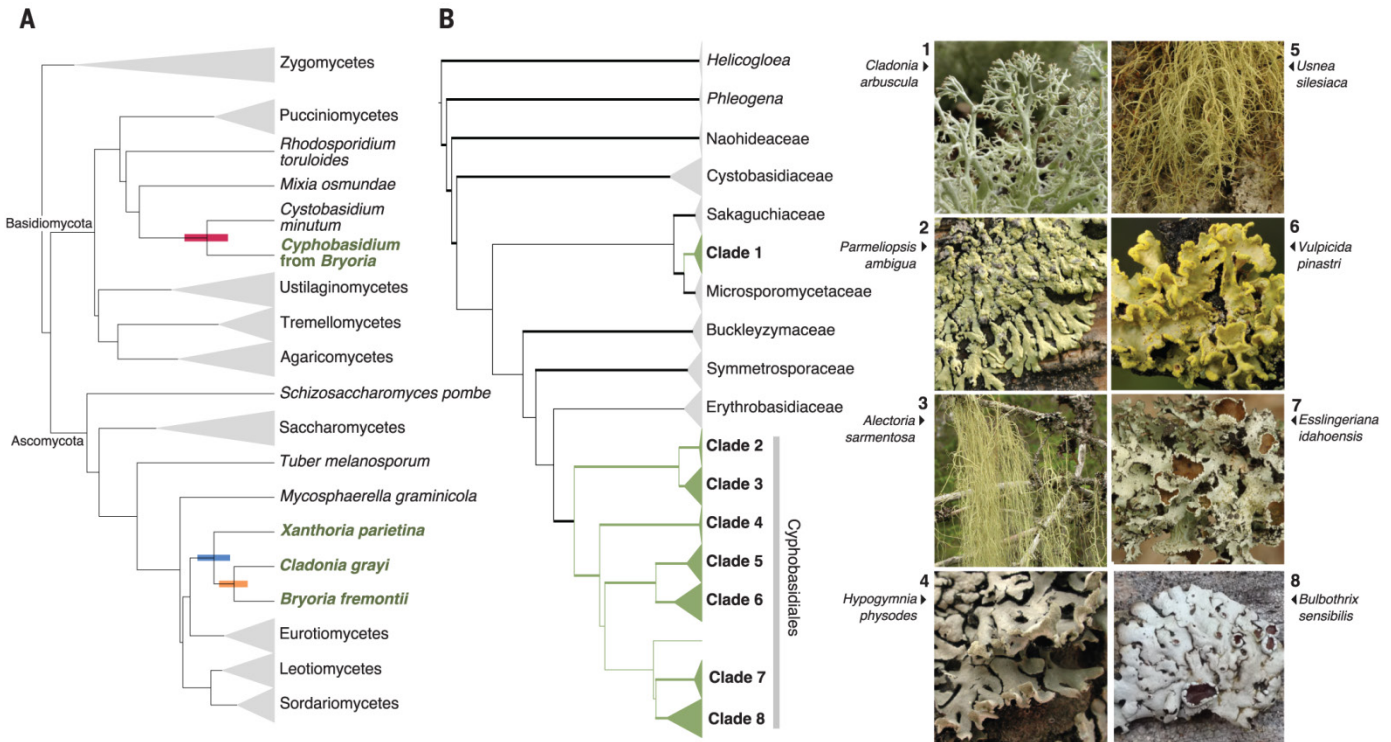 A
Zygomycetes
Pucciniomycetes
Rhodosporidium
toruloides
Mixia osmundae
Basidiomycota
Cystobasidium
minutum
Cyphobasidium
from Bryoria
Ustilaginomycetes
Tremellomycetes
Agaricomycetes
Schizosaccharomyces pombe
Ascomycota
Saccharomycetes
Tuber melanosporum
Mycosphaerella graminicola
Xanthoria parietina
Cladonia grayi
Bryoria fremontii
Eurotiomycetes
Leotiomycetes
Sordariomycetes
B
Helicogloea
Phleogena
Naohideaceae
Cystobasidiaceae
Sakaguchiaceae
Clade 1
Microsporomycetaceae
Buckleyzymaceae
Symmetrosporaceae
Erythrobasidiaceae
Clade 2
Clade 3
Clade 4
Clade 5
Clade 6
Clade 7
Clade 8
Cyphobasidiales
1
Cladonia
arbuscula
2
Parmeliopsis
ambigua
3
Alectoria
sarmentosa
4
Hypogymnia
physodes
5
Usnea
silesiaca
6
Vulpicida
pinastri
7
Esslingeriana
idahoensis
8
Bulbothrix
sensibilis